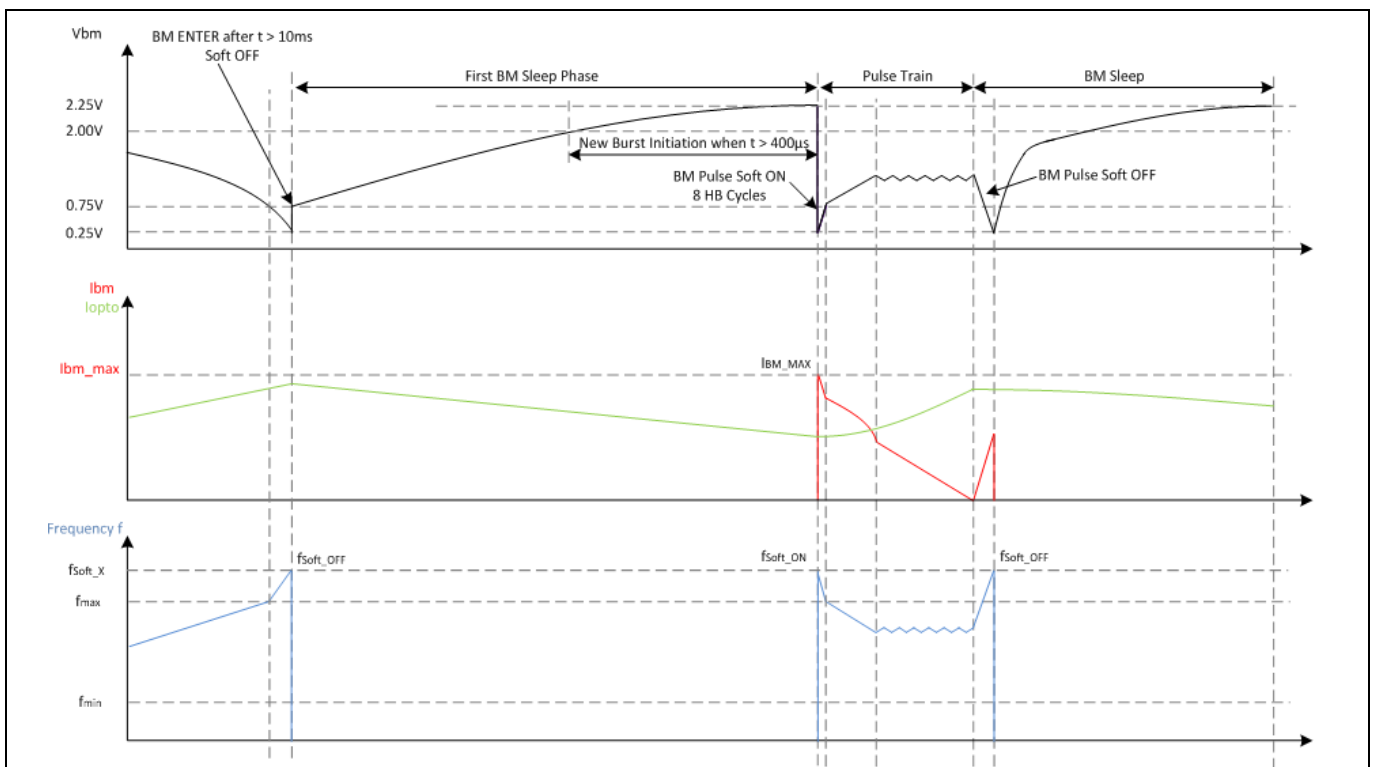 Vbm
BM ENTER after t > 10ms
Soft OFF
First BM Sleep Phase
Pulse Train
BM Sleep
2.25V
2.00V
New Burst Initiation when t > 400µs
BM Pulse Soft ON
8 HB Cycles
BM Pulse Soft OFF
0.75V
0.25V
Ibm
Iopto
Ibm_max
IBM_MAX
Frequency f
fSoft_OFF
fSoft_ON
fSoft_OFF
fSoft_X
fmax
fmin